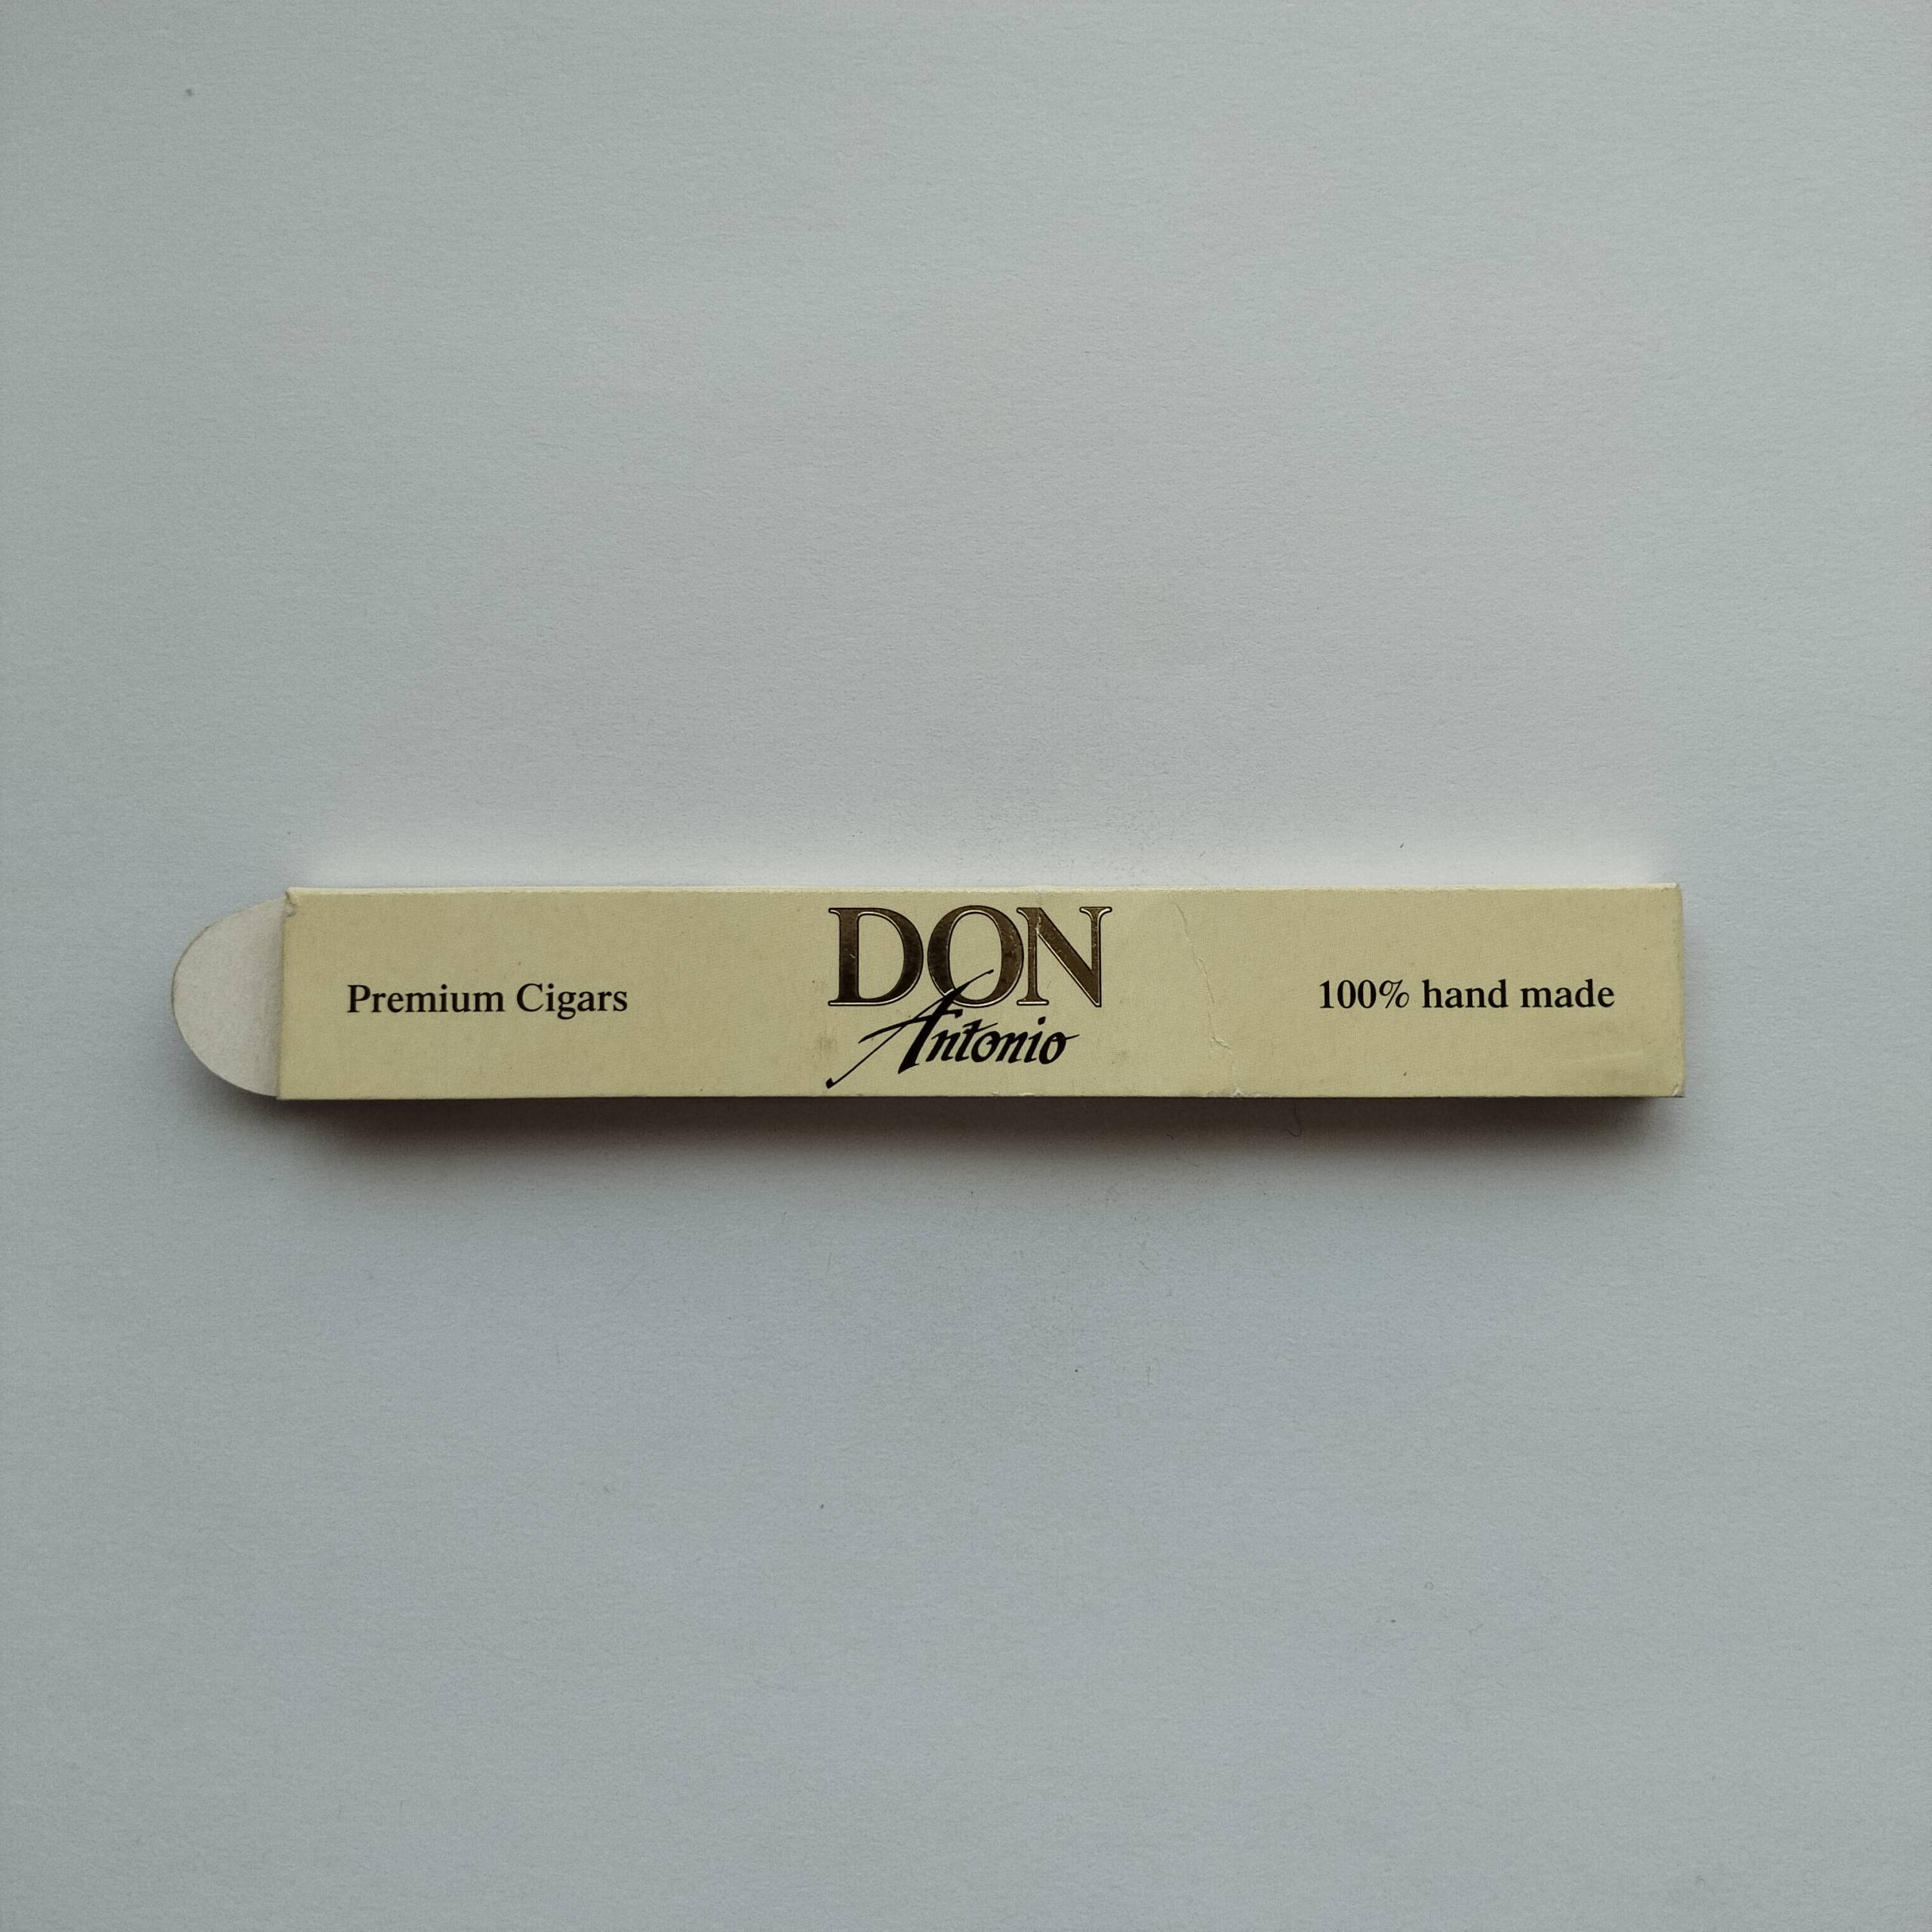 Premium Cigars
DON
Antonio
100% hand made